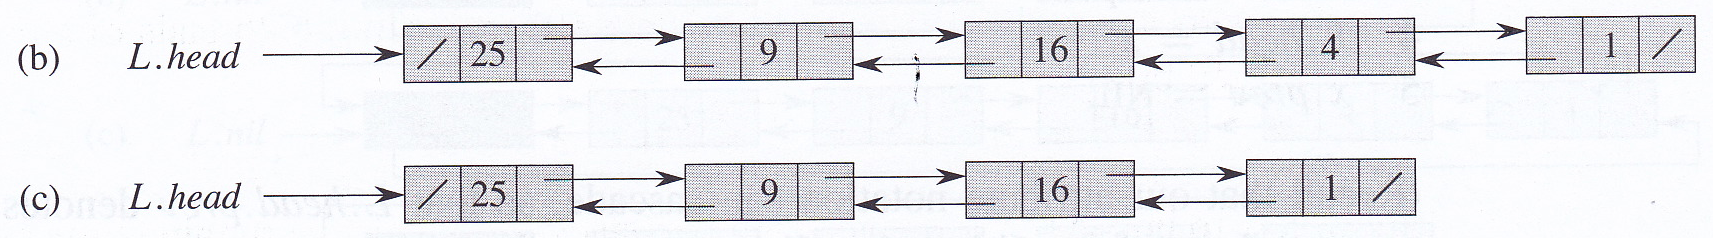 (b) L.head / 25 9 16 4 1 /
(c) L.head / 25 9 16 1 /